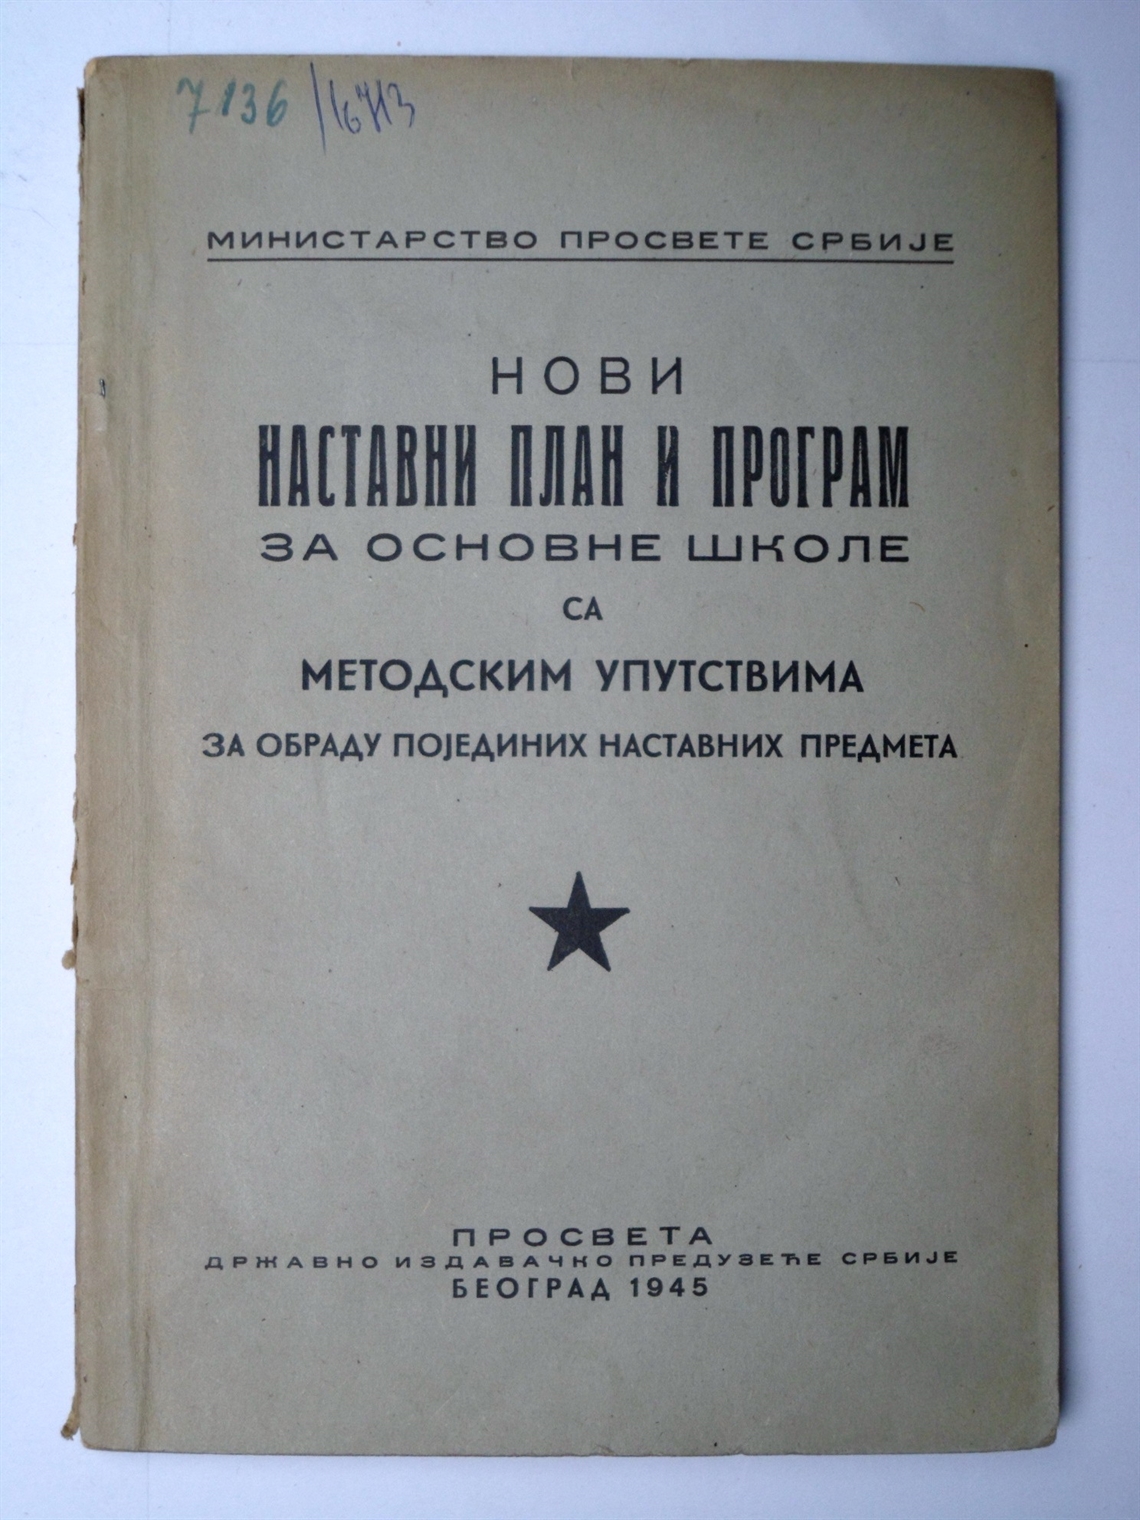 7136
МИНИСТАРСТВО ПРОСВЕТЕ СРБИЈЕ
НОВИ
НАСТАВНИ ПЛАН И ПРОГРАМ
ЗА ОСНОВНЕ ШКОЛЕ
СА
МЕТОДСКИМ УПУТСТВИМА
ЗА ОБРАДУ ПОЈЕДИНИХ НАСТАВНИХ ПРЕДМЕТА
ПРОСВЕТА
ДРЖАВНО ИЗДАВАЧКО ПРЕДУЗЕЋЕ СРБИЈЕ
БЕОГРАД 1945